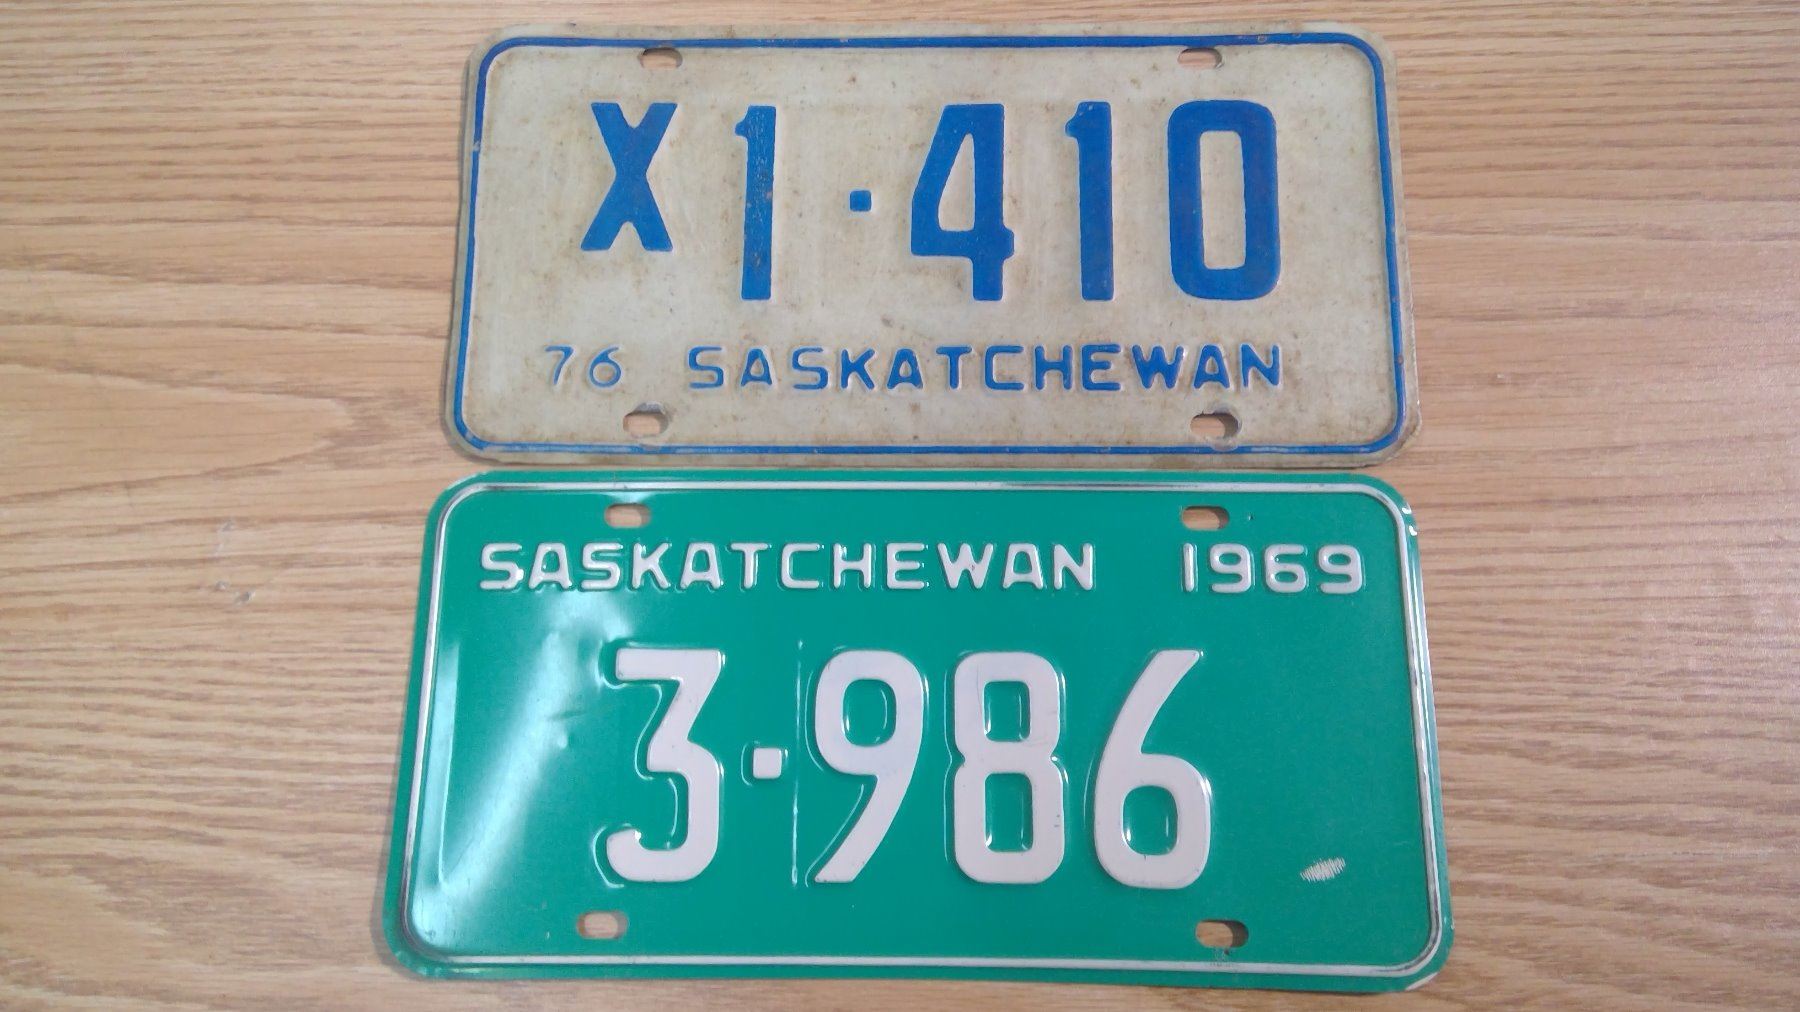 X1·410
76 SASKATCHEWAN
SASKATCHEWAN 1969
3·986